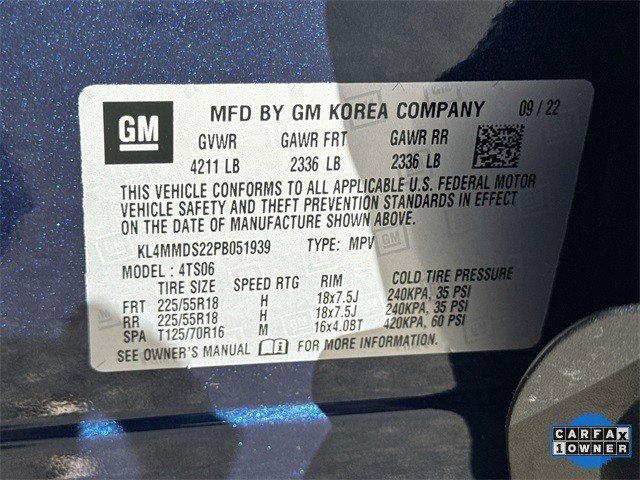 GM
MFD BY GM KOREA COMPANY 09 / 22
GVWR GAWR FRT GAWR RR
4211 LB 2336 LB 2336 LB
THIS VEHICLE CONFORMS TO ALL APPLICABLE U.S. FEDERAL MOTOR
VEHICLE SAFETY AND THEFT PREVENTION STANDARDS IN EFFECT
ON THE DATE OF MANUFACTURE SHOWN ABOVE.
KL4MMDS22PB051939 TYPE: MPV
MODEL : 4TS06
TIRE SIZE SPEED RTG RIM COLD TIRE PRESSURE
FRT 225/55R18 H 18x7.5J 240KPA, 35 PSI
RR 225/55R18 H 18x7.5J 240KPA, 35 PSI
SPA T125/70R16 M 16x4.0BT 420KPA, 60 PSI
SEE OWNER'S MANUAL FOR MORE INFORMATION.
CARFAX
1 OWNER